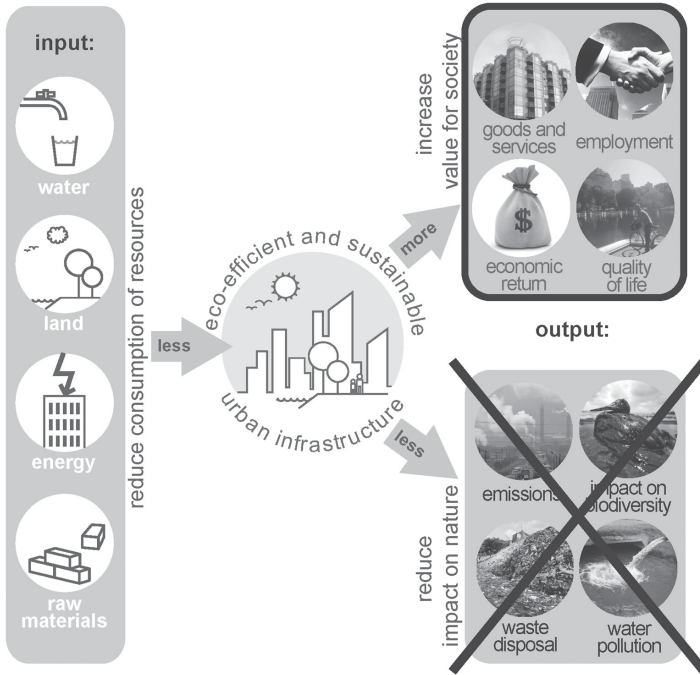 input:
water
land
energy
raw
materials
reduce consumption of resources
less
eco-efficient and sustainable
urban infrastructure
more
less
increase
value for society
goods and
services
employment
economic
return
$
quality
of life
output:
reduce
impact on nature
emissions
impact on
biodiversity
waste
disposal
water
pollution